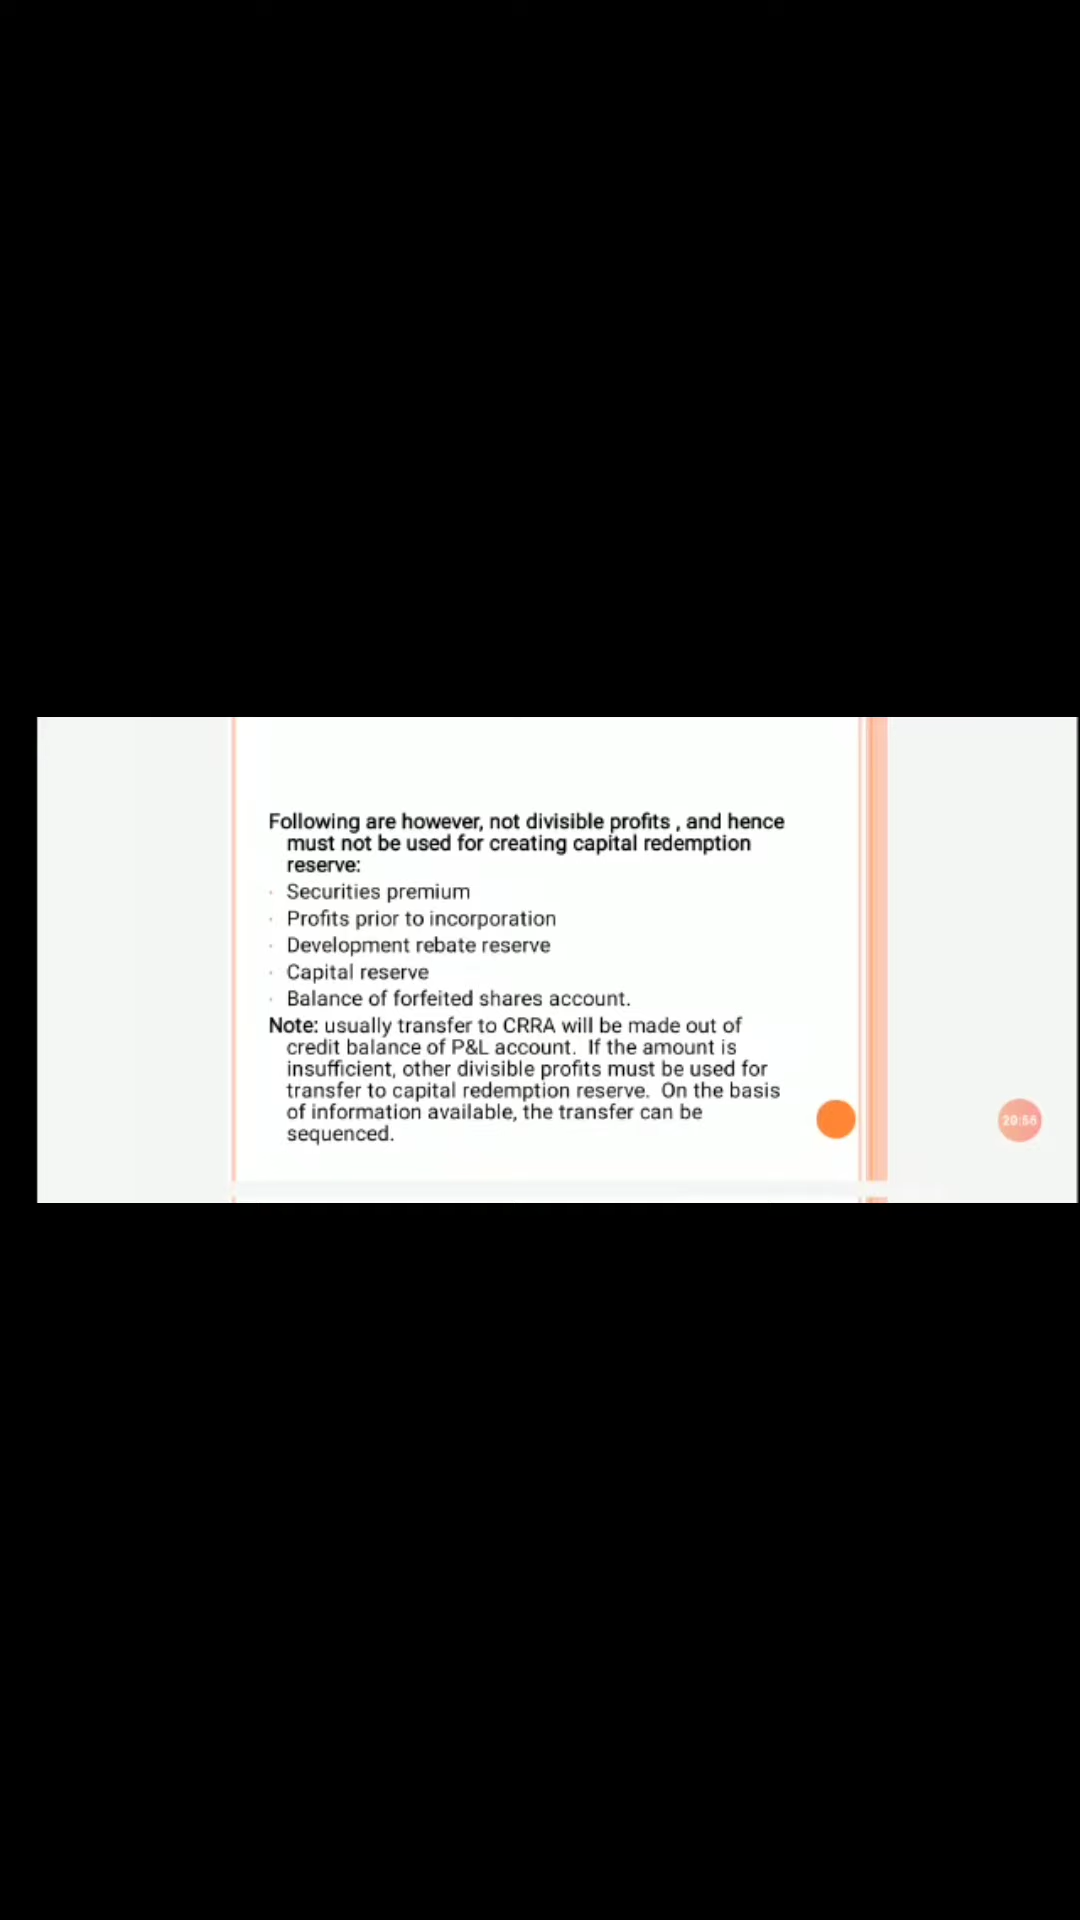 Following are however, not divisible profits , and hence
must not be used for creating capital redemption
reserve:
· Securities premium
· Profits prior to incorporation
· Development rebate reserve
· Capital reserve
· Balance of forfeited shares account.
Note: usually transfer to CRRA will be made out of
credit balance of P&L account. If the amount is
insufficient, other divisible profits must be used for
transfer to capital redemption reserve. On the basis
of information available, the transfer can be
sequenced.